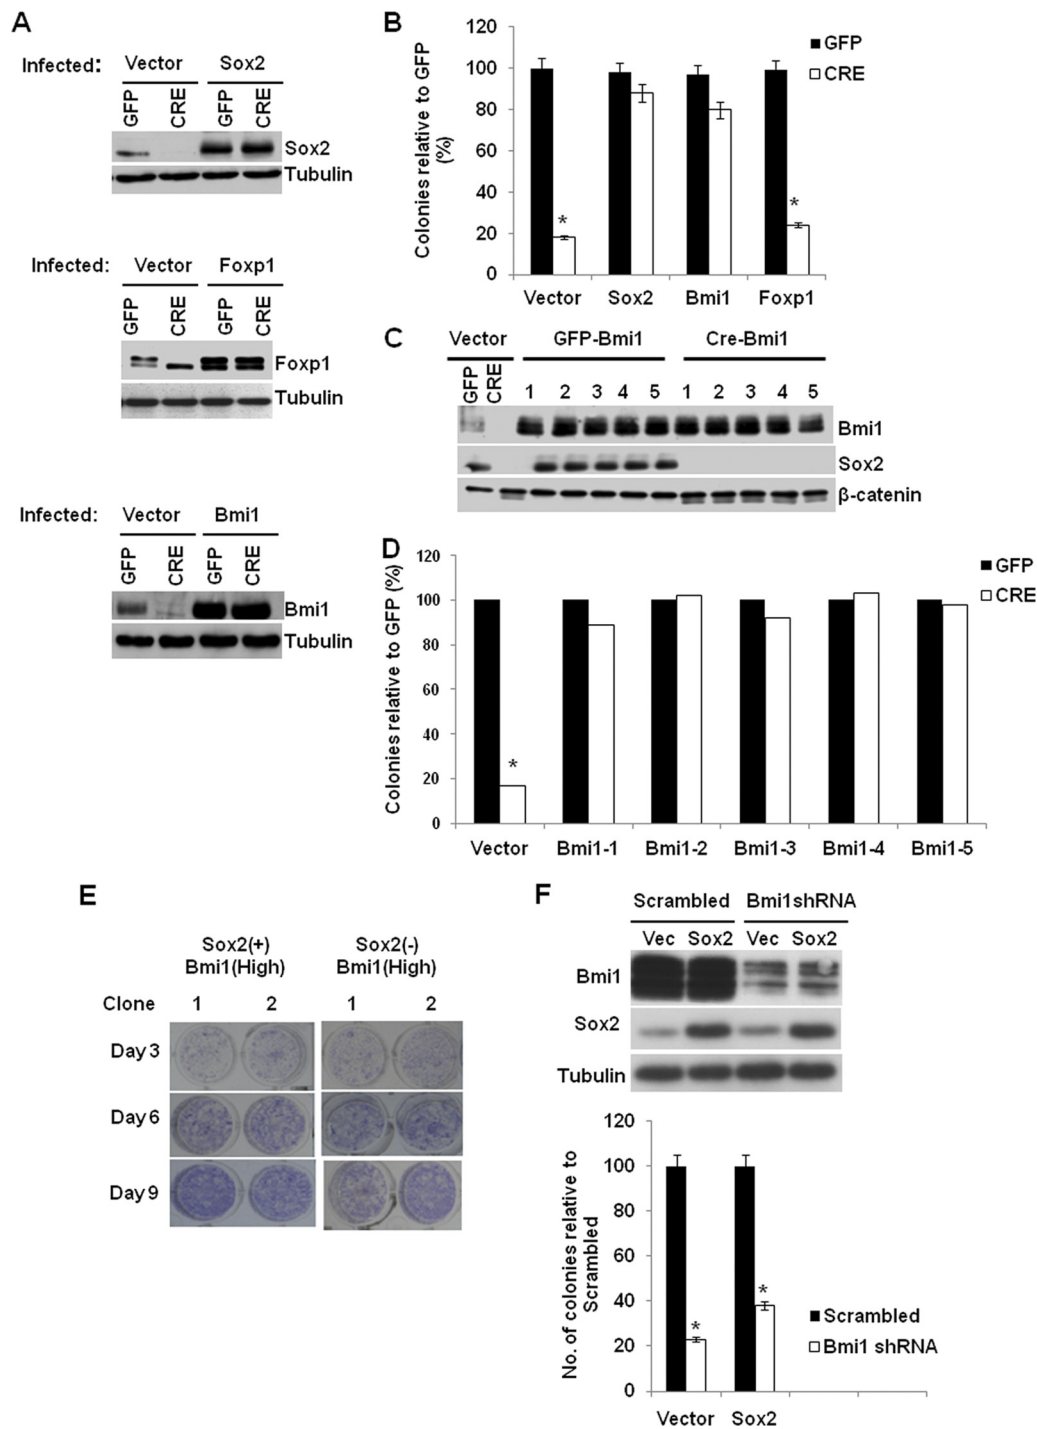 A
Infected: Vector Sox2
GFP CRE GFP CRE
Sox2
Tubulin
Infected: Vector Foxp1
GFP CRE GFP CRE
Foxp1
Tubulin
Infected: Vector Bmi1
GFP CRE GFP CRE
Bmi1
Tubulin
B
Colonies relative to GFP
(%)
120
100
80
60
40
20
0
GFP
CRE
*
*
Vector Sox2 Bmi1 Foxp1
C
Vector GFP-Bmi1 Cre-Bmi1
GFP CRE 1 2 3 4 5 1 2 3 4 5
Bmi1
Sox2
β-catenin
D
Colonies relative to GFP (%)
120
100
80
60
40
20
0
GFP
CRE
*
Vector Bmi1-1 Bmi1-2 Bmi1-3 Bmi1-4 Bmi1-5
E
Sox2(+) Sox2(-)
Bmi1(High) Bmi1(High)
Clone 1 2 1 2
Day 3
Day 6
Day 9
F
Scrambled Bmi1shRNA
Vec Sox2 Vec Sox2
Bmi1
Sox2
Tubulin
No. of colonies relative to
Scrambled
120
100
80
60
40
20
0
*
*
Scrambled
Bmi1 shRNA
Vector Sox2